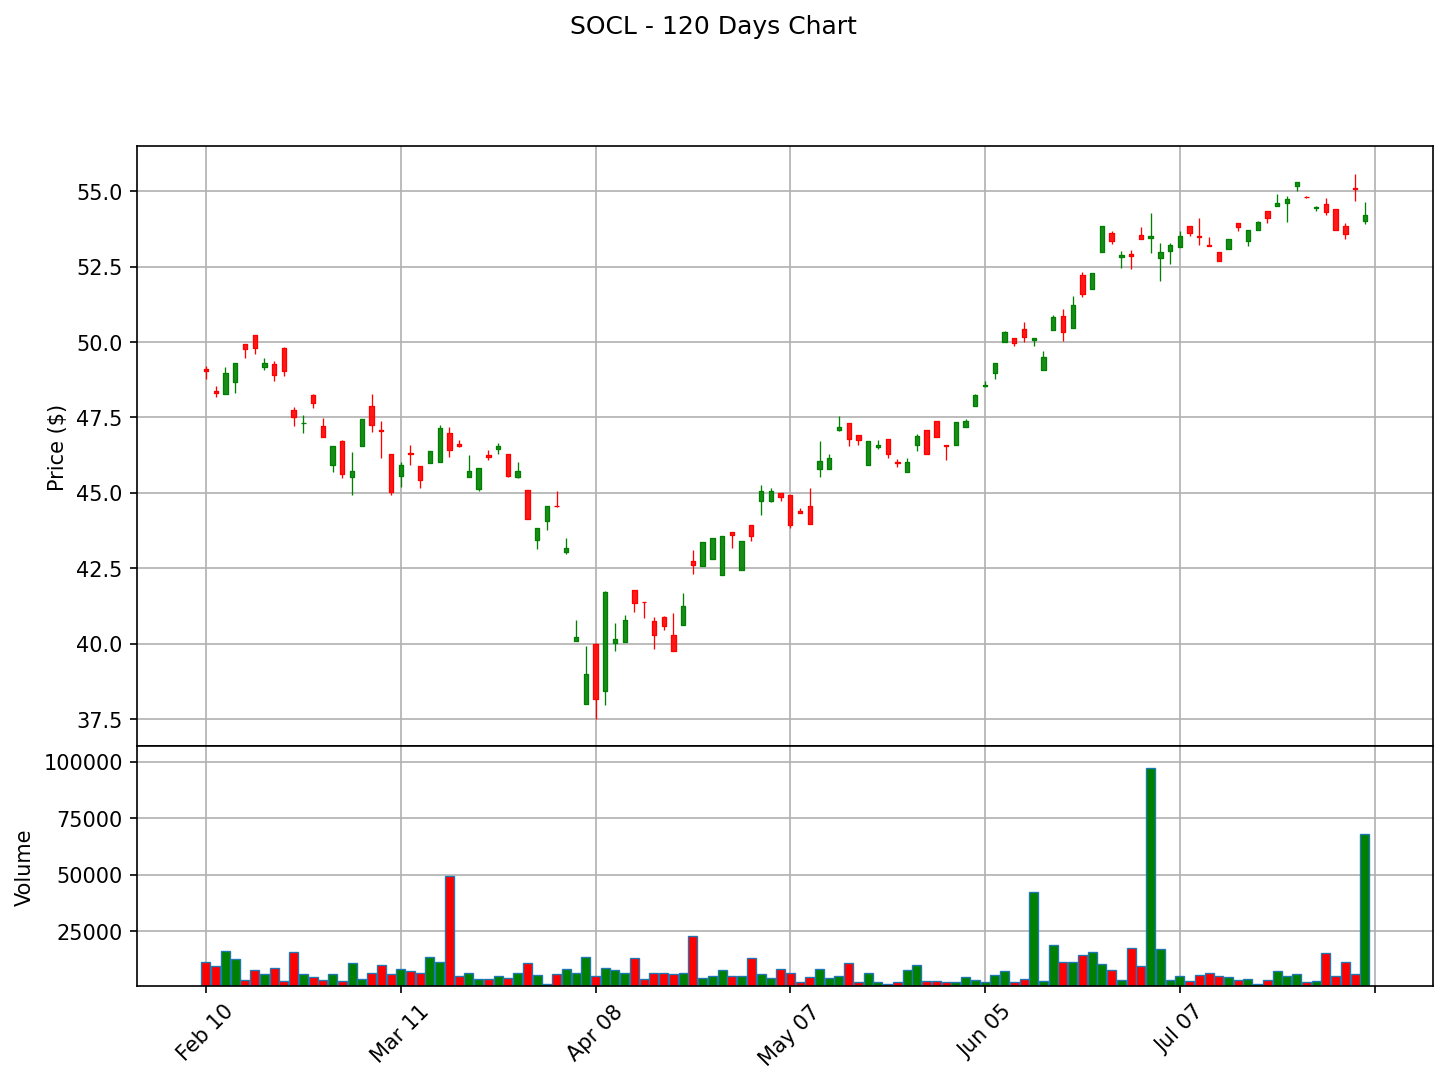 SOCL - 120 Days Chart
Price ($)
55.0
52.5
50.0
47.5
45.0
42.5
40.0
37.5
Volume
100000
75000
50000
25000
Feb 10
Mar 11
Apr 08
May 07
Jun 05
Jul 07